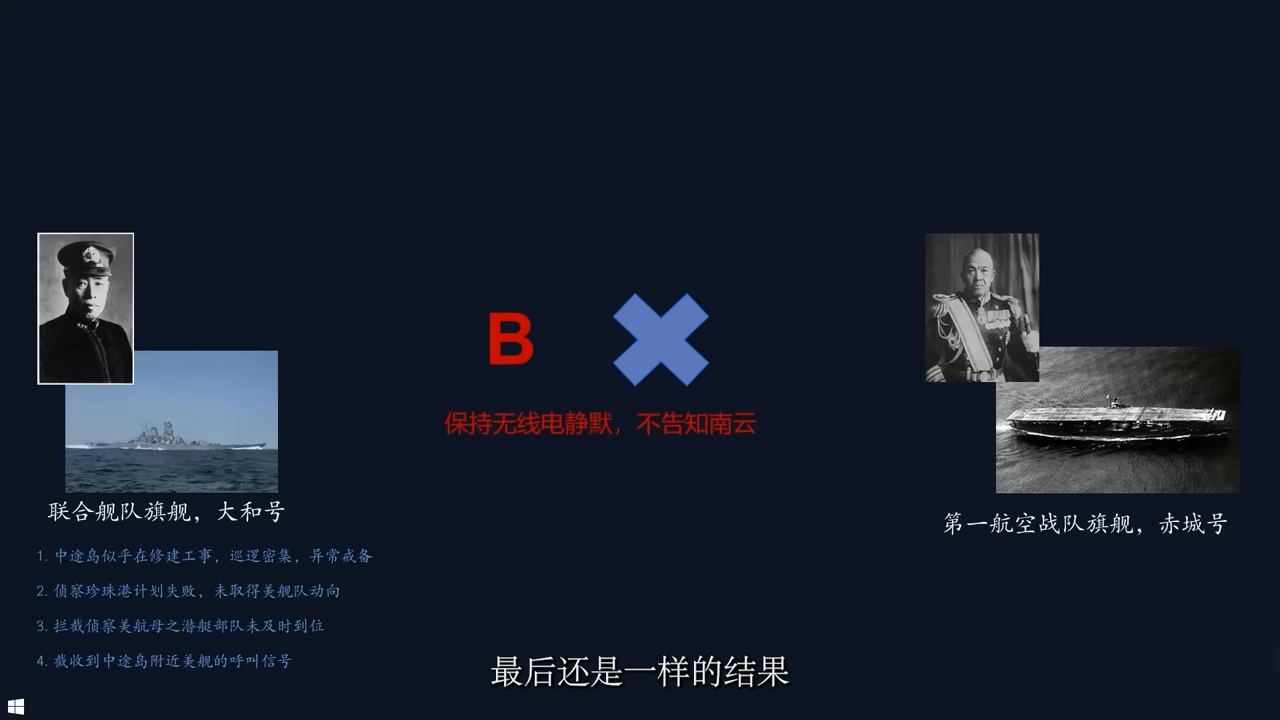 B
保持无线电静默，不告知南云
联合舰队旗舰，大和号
第一航空战队旗舰，赤城号
1. 中途岛似乎在修建工事，巡逻密集，异常戒备
2. 侦察珍珠港计划失败，未取得美舰队动向
3. 拦截侦察美航母之潜艇部队未及时到位
4. 截收到中途岛附近美舰的呼叫信号
最后还是一样的结果